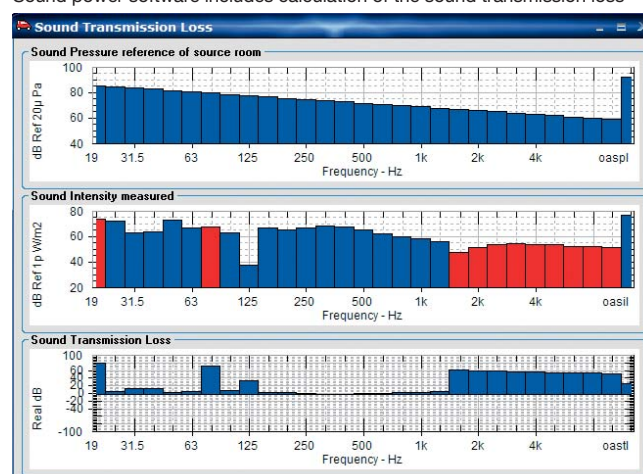 Sound power software includes calculation of the sound transmission loss
Sound Transmission Loss
Sound Pressure reference of source room
100
80
60
40
dB Ref 20µ Pa
19 31.5 63 125 250 500 1k 2k 4k oaspl
Frequency - Hz
Sound Intensity measured
80
60
40
20
dB Ref 1p W/m2
19 31.5 63 125 250 500 1k 2k 4k oasil
Frequency - Hz
Sound Transmission Loss
100
60
40
20
0
-20
-40
-100
Real dB
19 31.5 63 125 250 500 1k 2k 4k oastl
Frequency - Hz